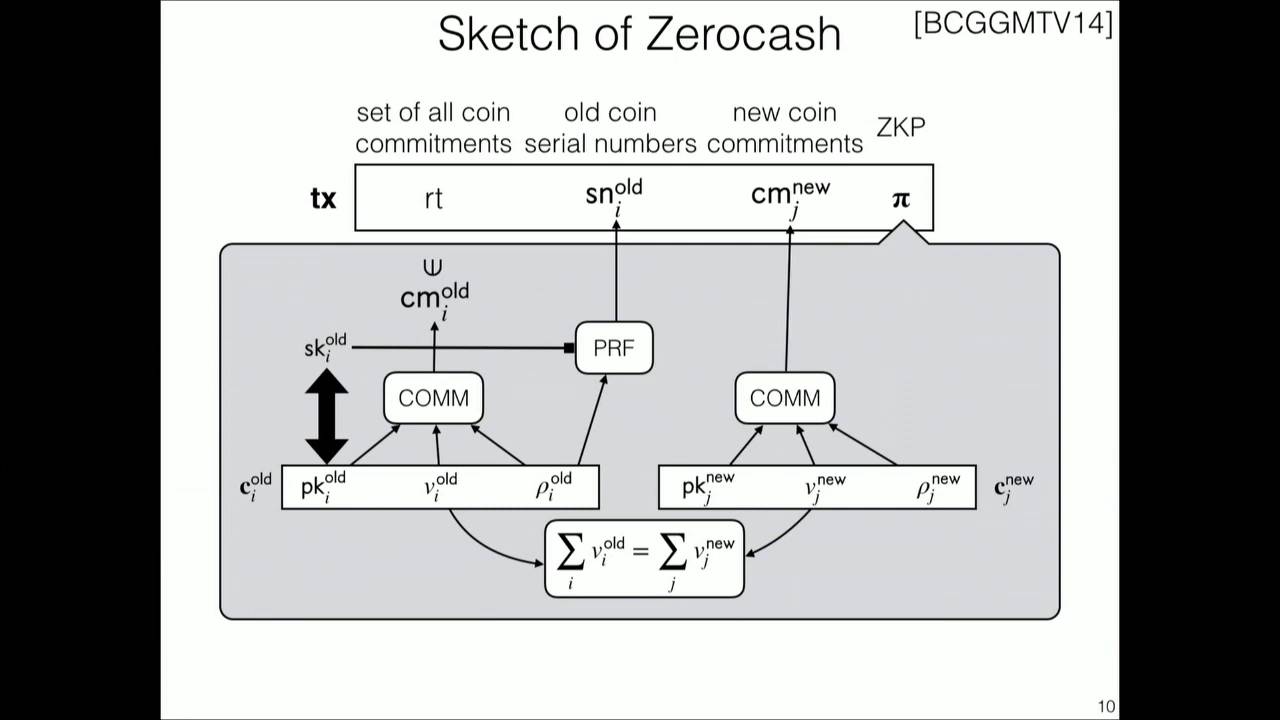 Sketch of Zerocash
[BCGGMTV14]
set of all coin commitments
old coin serial numbers
new coin commitments
ZKP
tx
rt
sn_i^old
cm_j^new
π
∈
cm_i^old
sk_i^old
PRF
COMM
COMM
c_i^old
pk_i^old
v_i^old
ρ_i^old
pk_j^new
v_j^new
ρ_j^new
c_j^new
∑_i v_i^old = ∑_j v_j^new
10